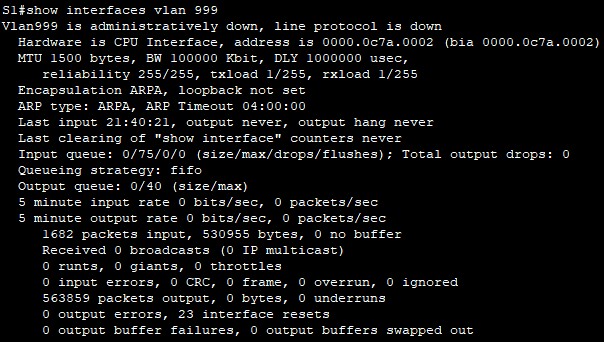 S1#show interfaces vlan 999
Vlan999 is administratively down, line protocol is down
Hardware is CPU Interface, address is 0000.0c7a.0002 (bia 0000.0c7a.0002)
MTU 1500 bytes, BW 100000 Kbit, DLY 1000000 usec,
reliability 255/255, txload 1/255, rxload 1/255
Encapsulation ARPA, loopback not set
ARP type: ARPA, ARP Timeout 04:00:00
Last input 21:40:21, output never, output hang never
Last clearing of "show interface" counters never
Input queue: 0/75/0/0 (size/max/drops/flushes); Total output drops: 0
Queueing strategy: fifo
Output queue: 0/40 (size/max)
5 minute input rate 0 bits/sec, 0 packets/sec
5 minute output rate 0 bits/sec, 0 packets/sec
1682 packets input, 530955 bytes, 0 no buffer
Received 0 broadcasts (0 IP multicast)
0 runts, 0 giants, 0 throttles
0 input errors, 0 CRC, 0 frame, 0 overrun, 0 ignored
563859 packets output, 0 bytes, 0 underruns
0 output errors, 23 interface resets
0 output buffer failures, 0 output buffers swapped out